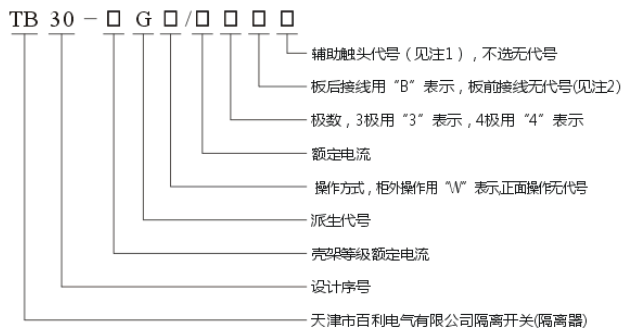 TB30-□G□/□□□□
辅助触头代号(见注1),不选无代号
板后接线用“B”表示,板前接线无代号(见注2)
极数,3极用“3”表示,4极用“4”表示
额定电流
操作方式,柜外操作用“W”表示,正面操作无代号
派生代号
壳架等级额定电流
设计序号
天津市百利电气有限公司隔离开关(隔离器)